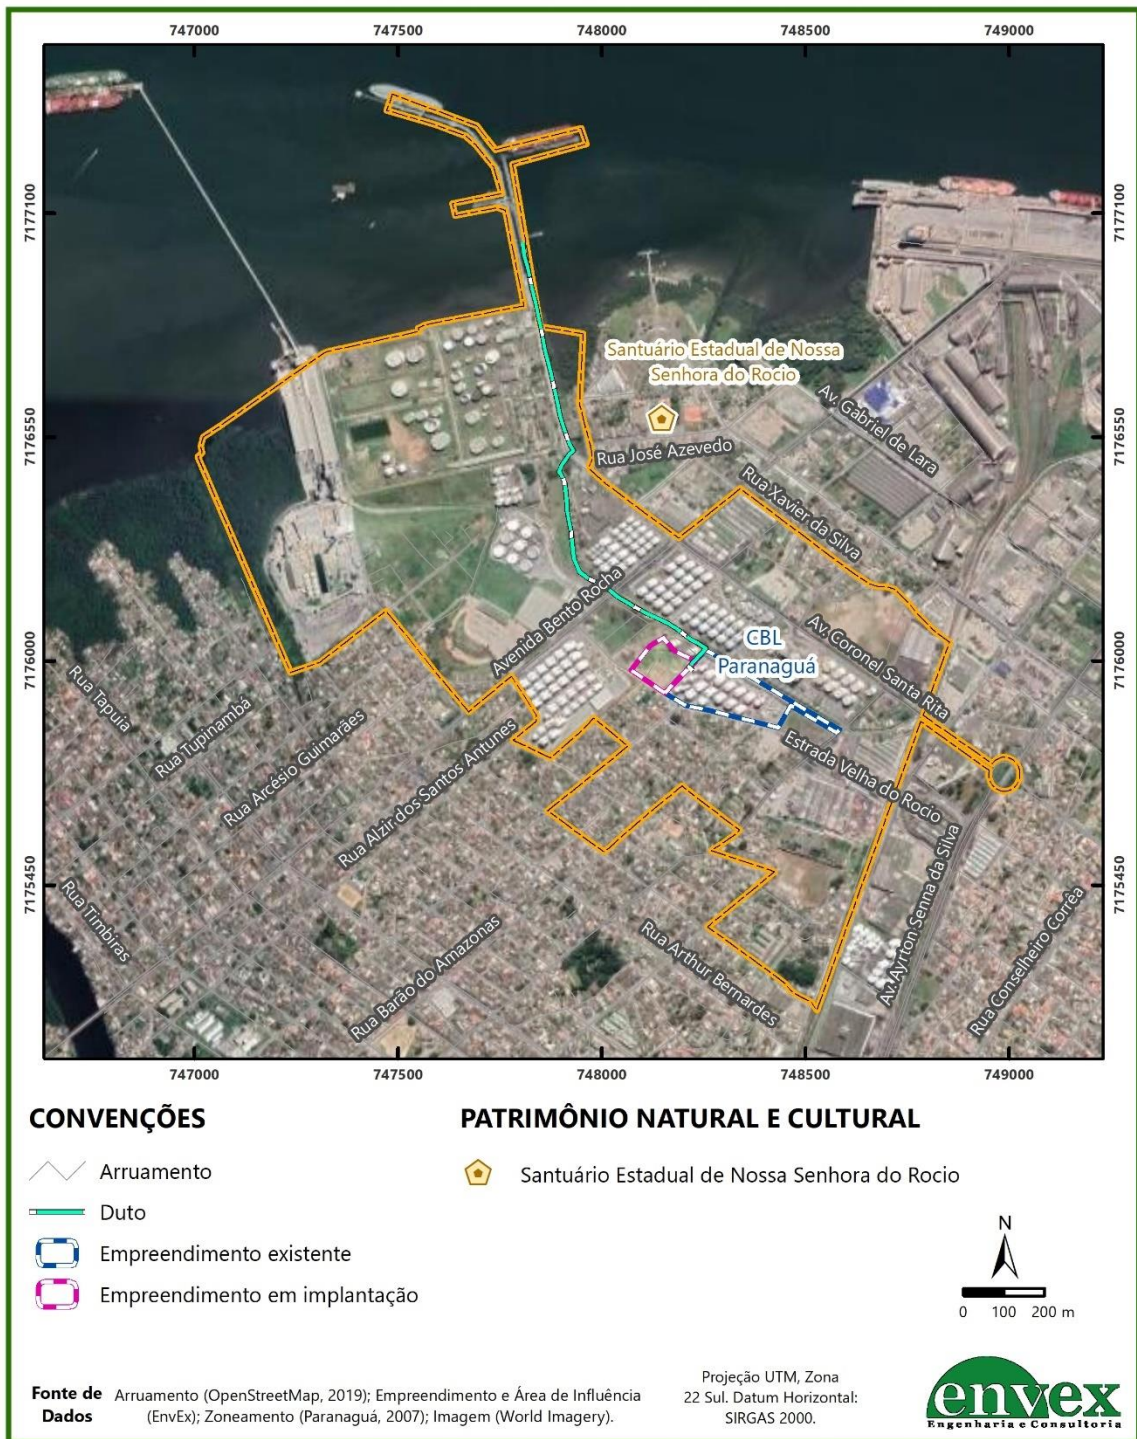 747000
747500
748000
748500
749000
7177100
7177100
Santuário Estadual de Nossa
Senhora do Rocio
Av. Gabriel de Lara
7176550
7176550
Rua José Azevedo
Rua Xavier da Silva
Avenida Bento Rocha
Av. Coronel Santa Rita
CBL
Paranaguá
7176000
7176000
Rua Tapuia
Rua Tupinambá
Rua Arcésio Guimarães
Rua Alzir dos Santos Antunes
Estrada Velha do Rocio
7175450
7175450
Rua Timbiras
Rua Barão do Amazonas
Rua Arthur Bernardes
Av. Ayrton Senna da Silva
Rua Conselheiro Corrêa
747000
747500
748000
748500
749000
CONVENÇÕES
Arruamento
Duto
Empreendimento existente
Empreendimento em implantação
PATRIMÔNIO NATURAL E CULTURAL
Santuário Estadual de Nossa Senhora do Rocio
N
0 100 200 m
Fonte de
Dados
Arruamento (OpenStreetMap, 2019); Empreendimento e Área de Influência
(EnvEx); Zoneamento (Paranaguá, 2007); Imagem (World Imagery).
Projeção UTM, Zona
22 Sul. Datum Horizontal:
SIRGAS 2000.
envex
Engenharia e Consultoria